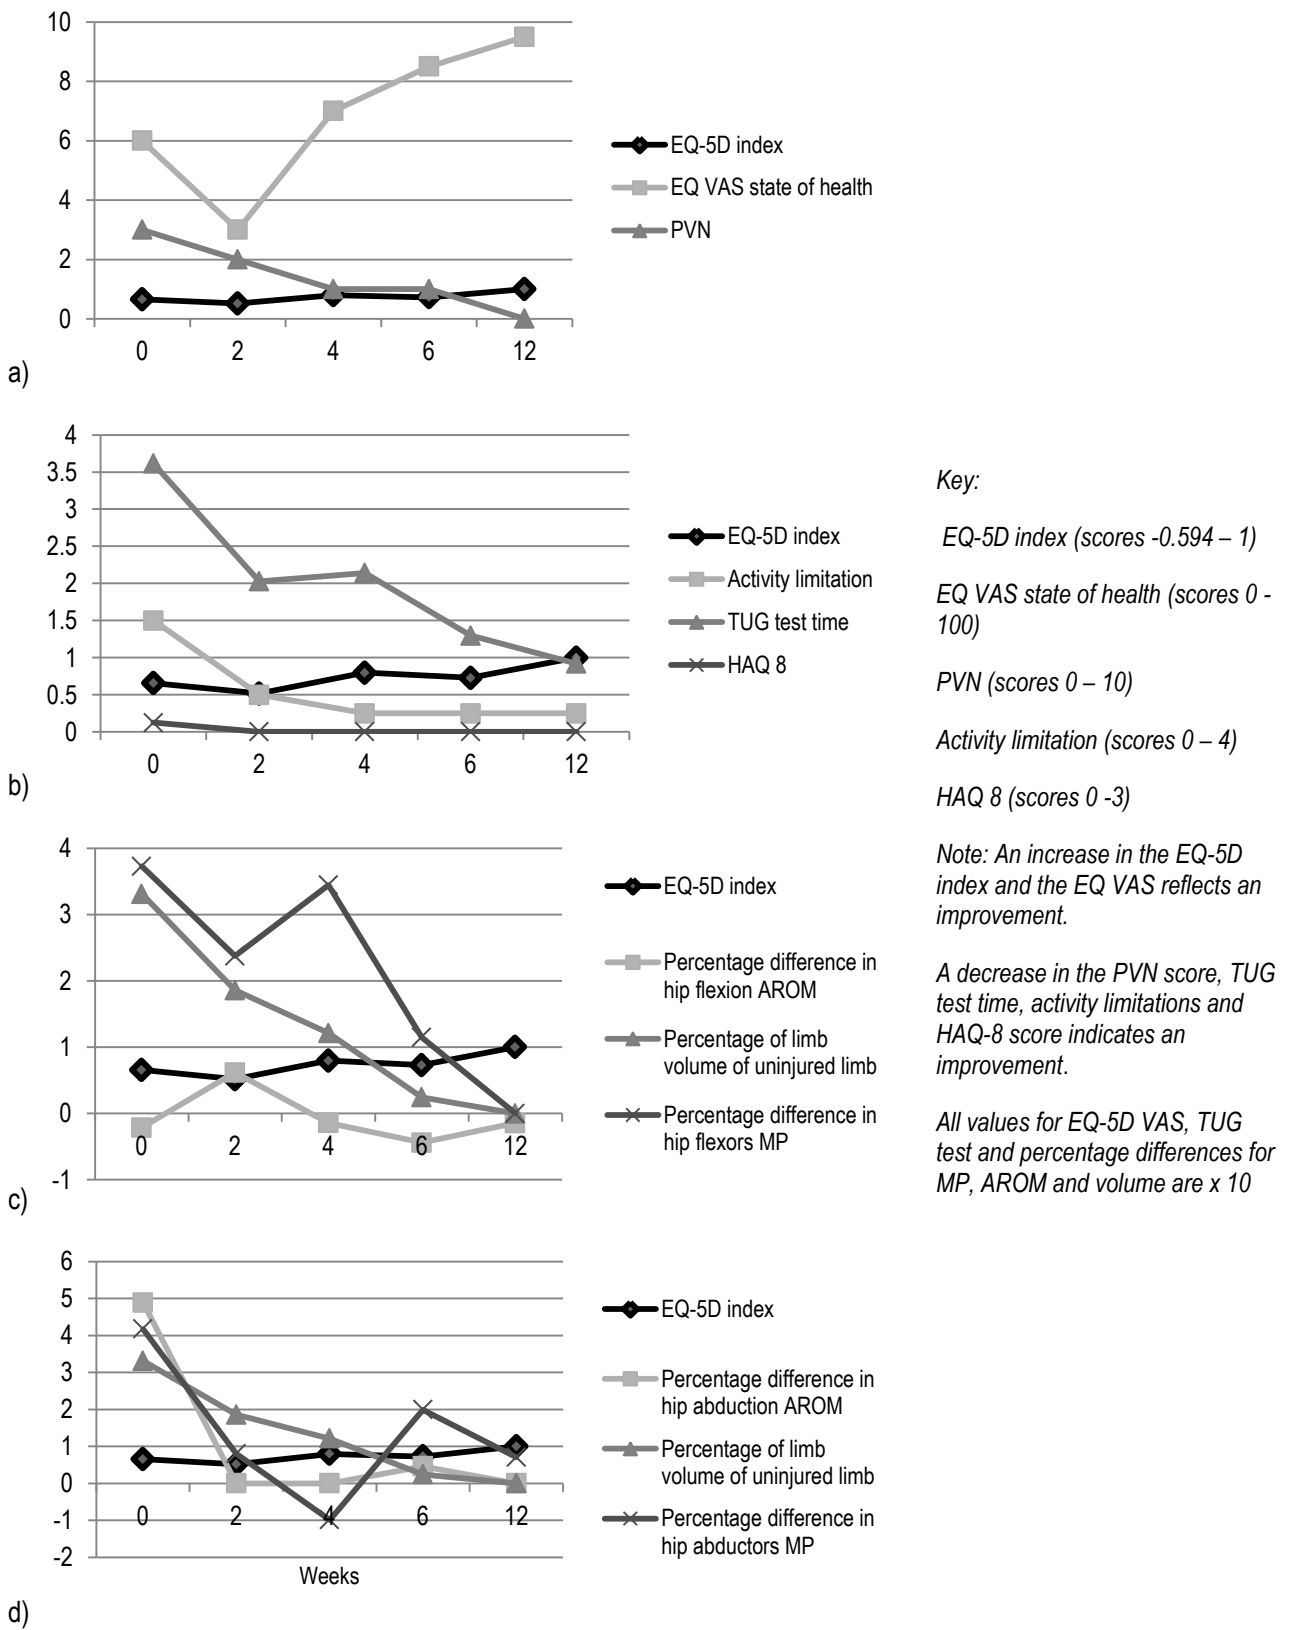 10
8
6
4
2
0
0 2 4 6 12
EQ-5D index
EQ VAS state of health
PVN
a)
4
3.5
3
2.5
2
1.5
1
0.5
0
0 2 4 6 12
EQ-5D index
Activity limitation
TUG test time
HAQ 8
b)
4
3
2
1
0
-1
0 2 4 6 12
EQ-5D index
Percentage difference in
hip flexion AROM
Percentage of limb
volume of uninjured limb
Percentage difference in
hip flexors MP
c)
6
5
4
3
2
1
0
-1
-2
0 2 4 6 12
Weeks
EQ-5D index
Percentage difference in
hip abduction AROM
Percentage of limb
volume of uninjured limb
Percentage difference in
hip abductors MP
d)
Key:
EQ-5D index (scores -0.594 – 1)
EQ VAS state of health (scores 0 -
100)
PVN (scores 0 – 10)
Activity limitation (scores 0 – 4)
HAQ 8 (scores 0 -3)
Note: An increase in the EQ-5D
index and the EQ VAS reflects an
improvement.
A decrease in the PVN score, TUG
test time, activity limitations and
HAQ-8 score indicates an
improvement.
All values for EQ-5D VAS, TUG
test and percentage differences for
MP, AROM and volume are x 10